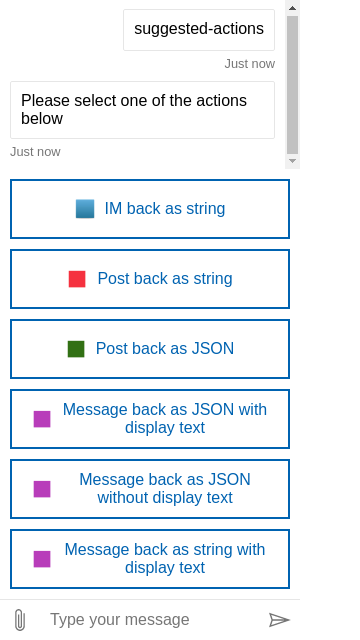 suggested-actions
Just now
Please select one of the actions
below
Just now
IM back as string
Post back as string
Post back as JSON
Message back as JSON with
display text
Message back as JSON
without display text
Message back as string with
display text
Type your message